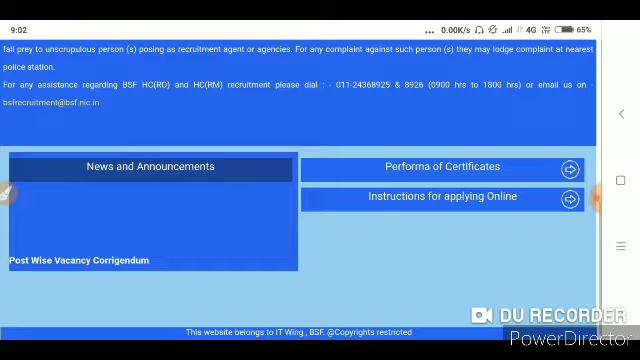 9:02
... 0.00K/s 4G 65%
fall prey to unscrupulous person (s) posing as recruitment agent or agencies. For any complaint against such person (s) they may lodge complaint at nearest
police station.
For any assistance regarding BSF HC(RO) and HC(RM) recruitment please dial : - 011-24368925 & 8926 (0900 hrs to 1800 hrs) or email us on -
bsfrecruitment@bsf.nic.in
News and Announcements
Performa of Certificates
Instructions for applying Online
Post Wise Vacancy Corrigendum
DU RECORDER
PowerDirector
This website belongs to IT Wing , BSF. @Copyrights restricted